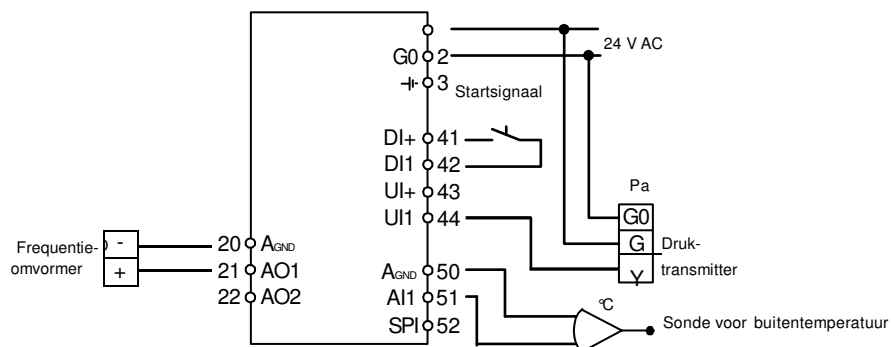 24 V AC
G0 2
3
Startsignaal
DI+ 41
DI1 42
UI+ 43
UI1 44
Pa
G0
G
Y
Druk-
transmitter
Frequentie-
omvormer
-
+
20 AGND
21 AO1
22 AO2
AGND 50
AI1 51
SPI 52
°C
Sonde voor buitentemperatuur